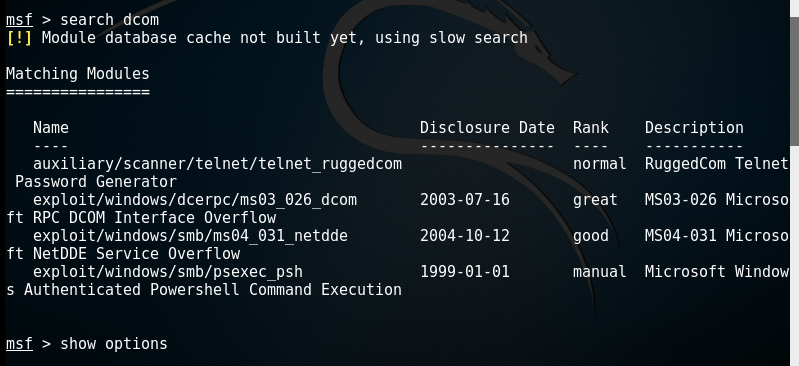 msf > search dcom
[!] Module database cache not built yet, using slow search
Matching Modules
================
Name Disclosure Date Rank Description
---- --------------- ---- -----------
auxiliary/scanner/telnet/telnet_ruggedcom normal RuggedCom Telnet
Password Generator
exploit/windows/dcerpc/ms03_026_dcom 2003-07-16 great MS03-026 Microso
ft RPC DCOM Interface Overflow
exploit/windows/smb/ms04_031_netdde 2004-10-12 good MS04-031 Microso
ft NetDDE Service Overflow
exploit/windows/smb/psexec_psh 1999-01-01 manual Microsoft Window
s Authenticated Powershell Command Execution
msf > show options